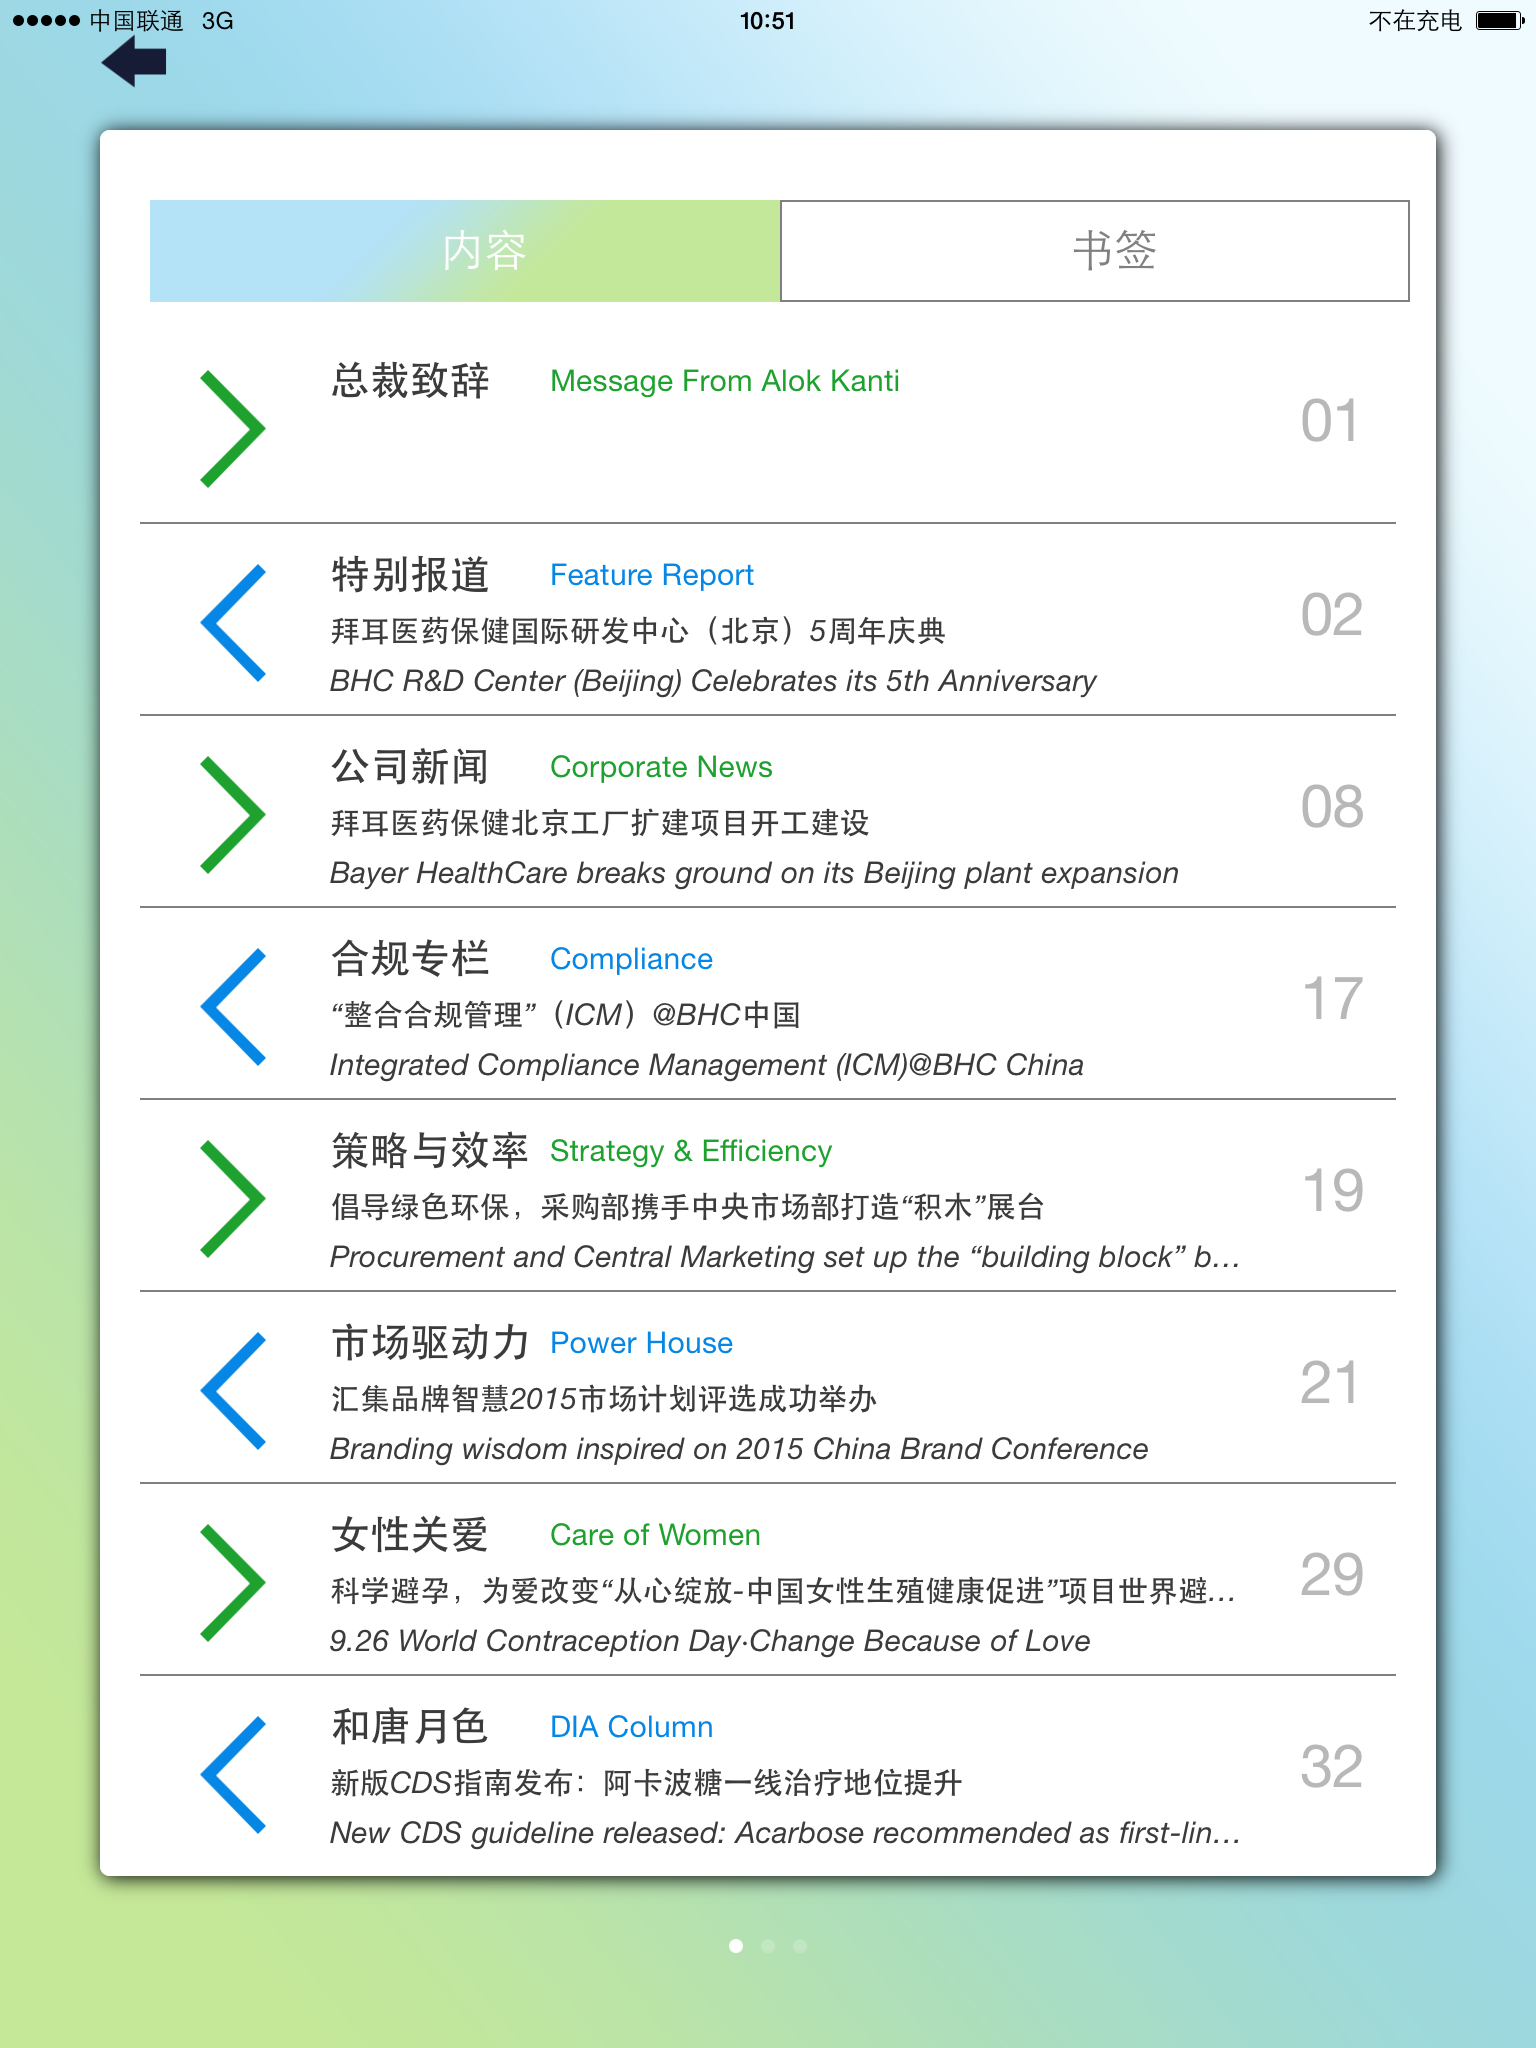 中国联通 3G
10:51
不在充电
内容
书签
总裁致辞 Message From Alok Kanti
01
特别报道 Feature Report
拜耳医药保健国际研发中心（北京）5周年庆典
02
BHC R&D Center (Beijing) Celebrates its 5th Anniversary
公司新闻 Corporate News
拜耳医药保健北京工厂扩建项目开工建设
08
Bayer HealthCare breaks ground on its Beijing plant expansion
合规专栏 Compliance
“整合合规管理”（ICM）@BHC中国
17
Integrated Compliance Management (ICM)@BHC China
策略与效率 Strategy & Efficiency
倡导绿色环保，采购部携手中央市场部打造“积木”展台
19
Procurement and Central Marketing set up the “building block” b…
市场驱动力 Power House
汇集品牌智慧2015市场计划评选成功举办
21
Branding wisdom inspired on 2015 China Brand Conference
女性关爱 Care of Women
科学避孕，为爱改变“从心绽放-中国女性生殖健康促进”项目世界避…
29
9.26 World Contraception Day·Change Because of Love
和唐月色 DIA Column
新版CDS指南发布：阿卡波糖一线治疗地位提升
32
New CDS guideline released: Acarbose recommended as first-lin…